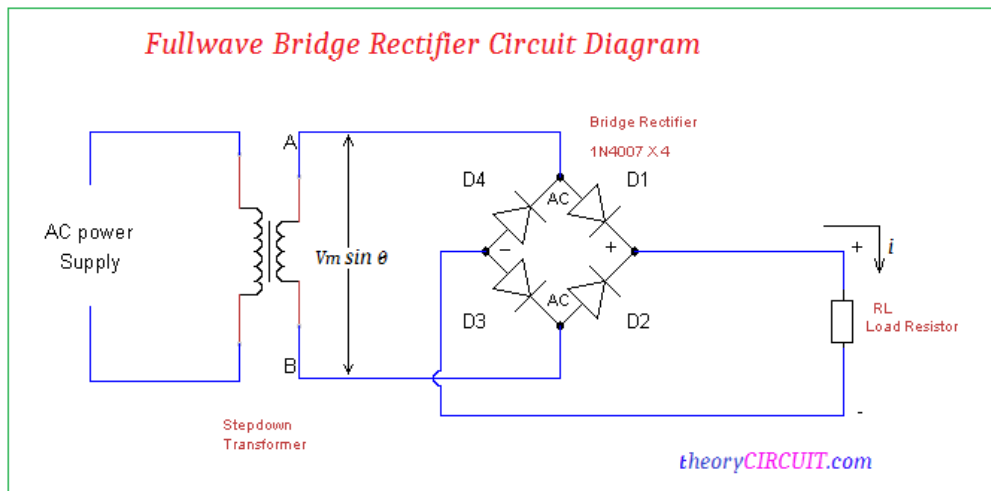 Fullwave Bridge Rectifier Circuit Diagram
Bridge Rectifier
1N4007 X 4
A
D4
AC
D1
AC power
Supply
Vm sin θ
−
+
+
i
D3
AC
D2
RL
Load Resistor
B
-
Stepdown
Transformer
theoryCIRCUIT.com